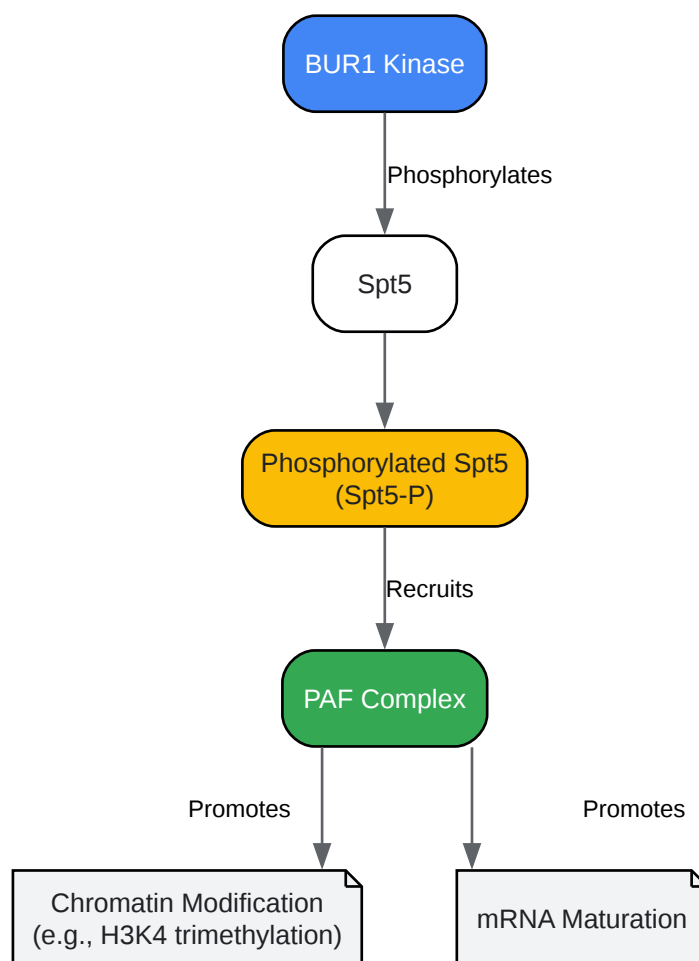 BUR1 Kinase
Phosphorylates
Spt5
Phosphorylated Spt5
(Spt5-P)
Recruits
PAF Complex
Promotes
Promotes
Chromatin Modification
(e.g., H3K4 trimethylation)
mRNA Maturation